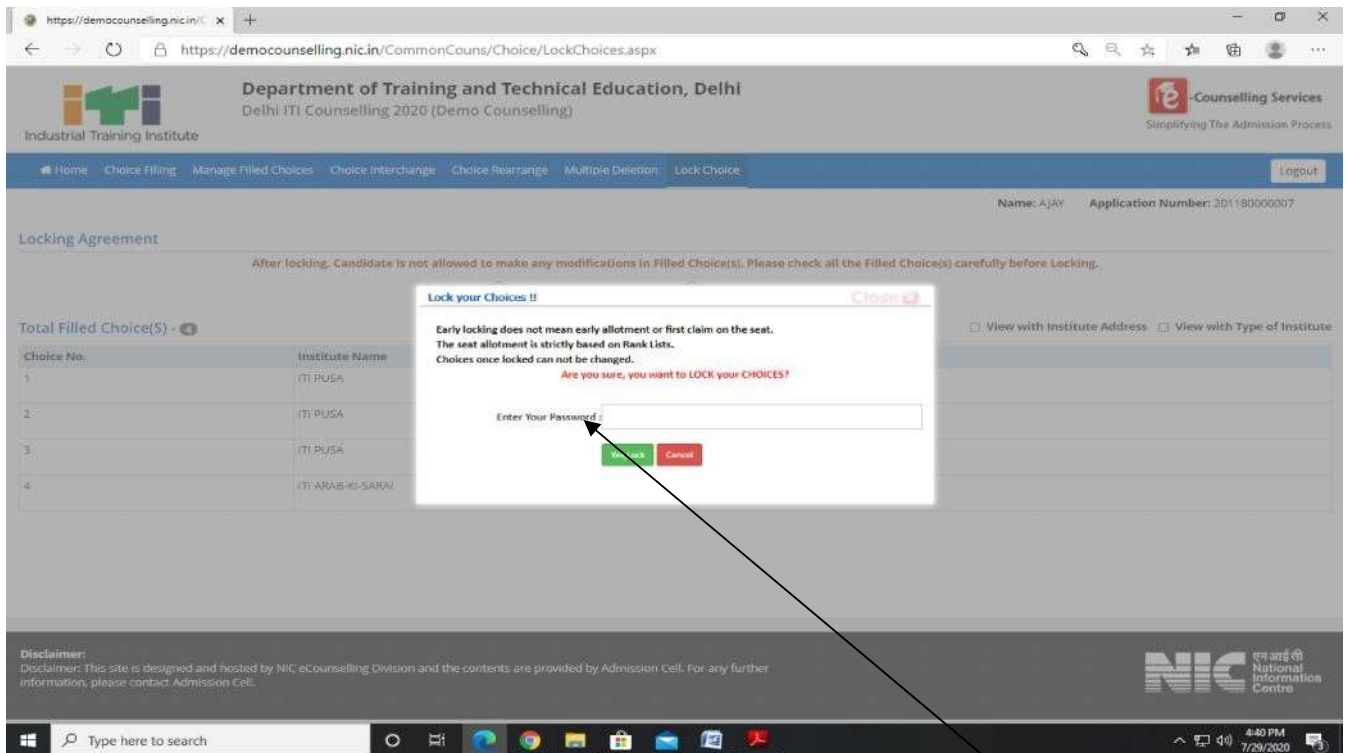 https://democounselling.nic.in/
https://democounselling.nic.in/CommonCouns/Choice/LockChoices.aspx
Industrial Training Institute
Department of Training and Technical Education, Delhi
Delhi ITI Counselling 2020 (Demo Counselling)
-Counselling Services
Simplifying The Admission Process
Home Choice Filling Manage Filled Choices Choice Interchange Choice Rearrange Multiple Deletion Lock Choice Logout
Name: AJAY Application Number: 201180000007
Locking Agreement
After locking, Candidate is not allowed to make any modifications in Filled Choice(s). Please check all the Filled Choice(s) carefully before Locking.
Lock your Choices !! Close
Early locking does not mean early allotment or first claim on the seat.
The seat allotment is strictly based on Rank Lists.
Choices once locked can not be changed.
Are you sure, you want to LOCK your CHOICES?
Enter Your Password :
Yes Lock Cancel
Total Filled Choice(S) - 4 View with Institute Address View with Type of Institute
Choice No. Institute Name
1 ITI PUSA
2 ITI PUSA
3 ITI PUSA
4 ITI ARAB-KI-SARAI
Disclaimer:
Disclaimer: This site is designed and hosted by NIC eCounselling Division and the contents are provided by Admission Cell. For any further
information, please contact Admission Cell.
NIC
एन आई सी
National
Informatics
Centre
Type here to search
4:40 PM
7/29/2020